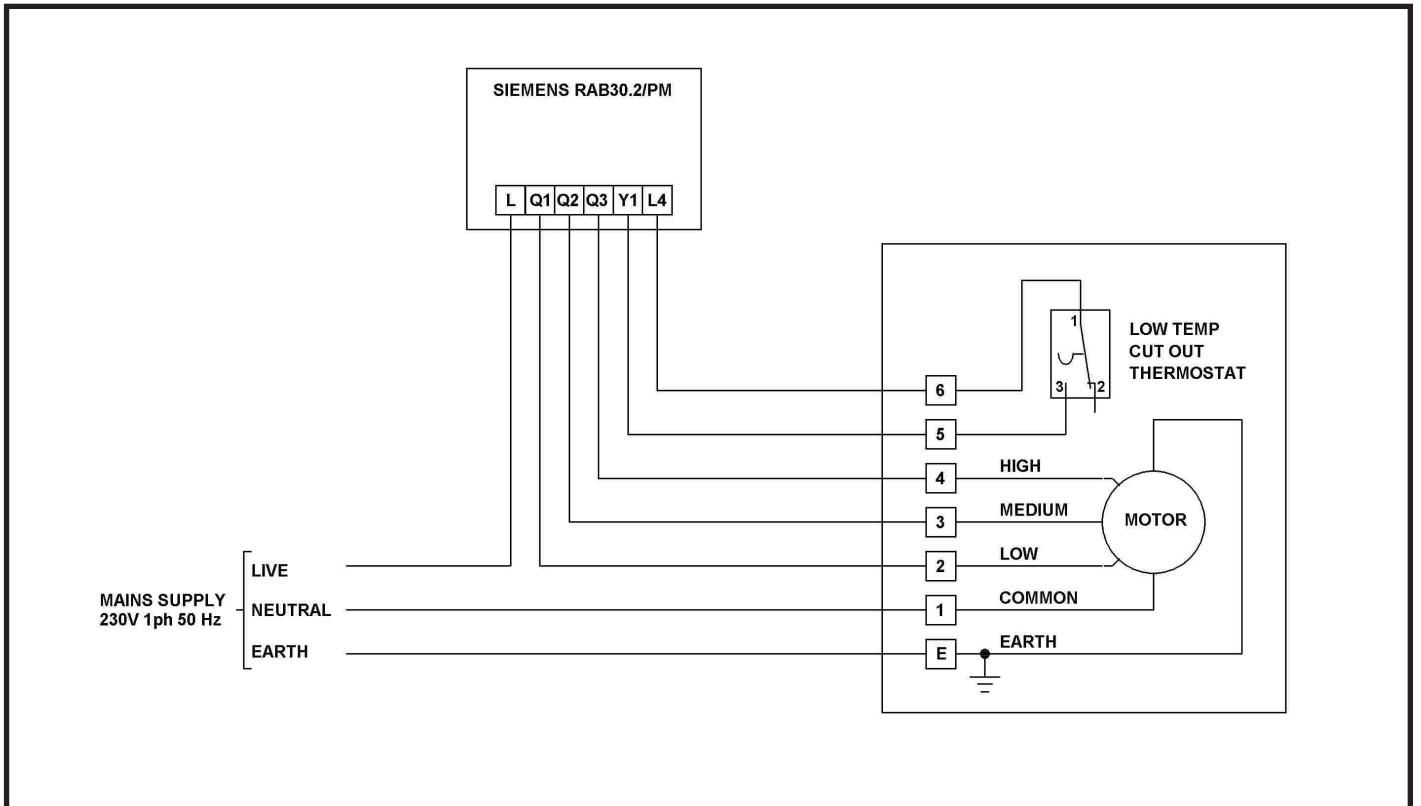 SIEMENS RAB30.2/PM
L Q1 Q2 Q3 Y1 L4
1
3 2
LOW TEMP
CUT OUT
THERMOSTAT
6
5
4 HIGH
3 MEDIUM
MOTOR
2 LOW
1 COMMON
E EARTH
MAINS SUPPLY
230V 1ph 50 Hz
LIVE
NEUTRAL
EARTH